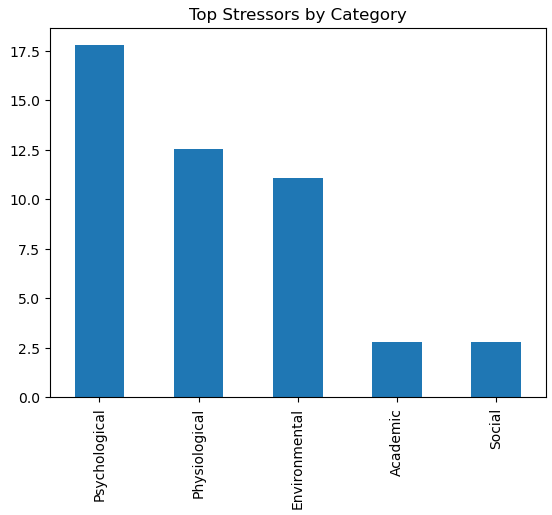 Top Stressors by Category
17.5
15.0
12.5
10.0
7.5
5.0
2.5
0.0
Psychological
Physiological
Environmental
Academic
Social